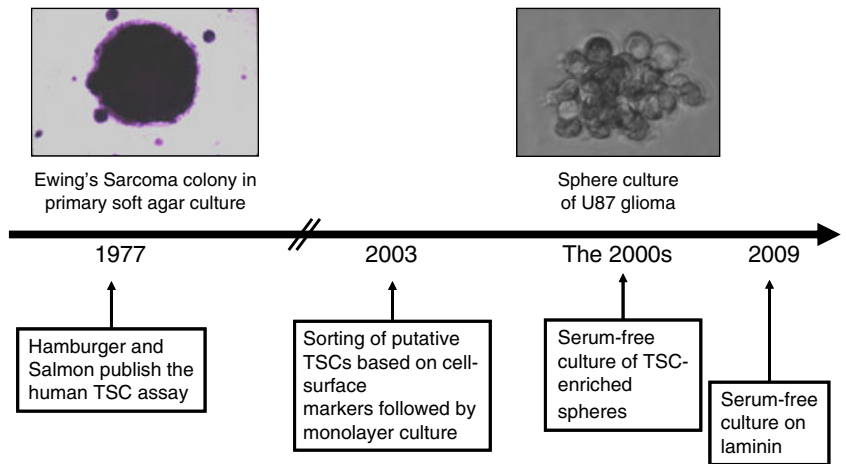 Ewing's Sarcoma colony in
primary soft agar culture
Sphere culture
of U87 glioma
1977
2003
The 2000s
2009
Hamburger and
Salmon publish the
human TSC assay
Sorting of putative
TSCs based on cell-
surface
markers followed by
monolayer culture
Serum-free
culture of TSC-
enriched
spheres
Serum-free
culture on
laminin